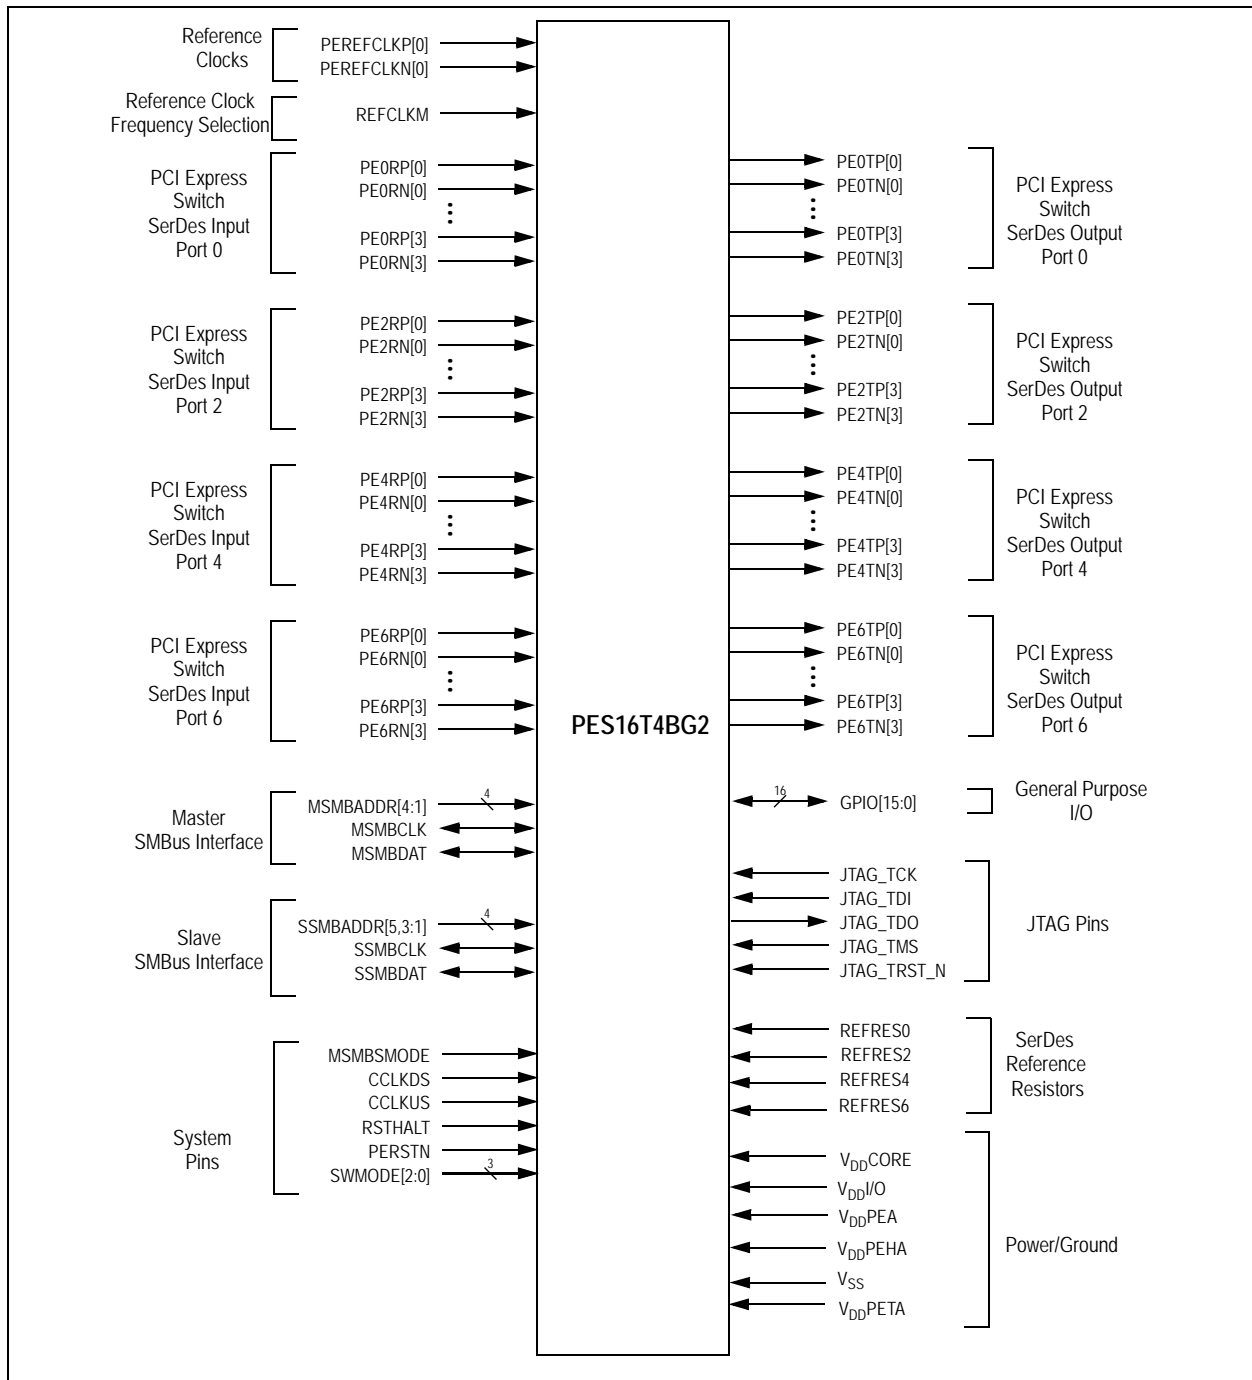 Reference
Clocks
PEREFCLKP[0]
PEREFCLKN[0]
Reference Clock
Frequency Selection
REFCLKM
PCI Express
Switch
SerDes Input
Port 0
PE0RP[0]
PE0RN[0]
PE0RP[3]
PE0RN[3]
PCI Express
Switch
SerDes Input
Port 2
PE2RP[0]
PE2RN[0]
PE2RP[3]
PE2RN[3]
PCI Express
Switch
SerDes Input
Port 4
PE4RP[0]
PE4RN[0]
PE4RP[3]
PE4RN[3]
PCI Express
Switch
SerDes Input
Port 6
PE6RP[0]
PE6RN[0]
PE6RP[3]
PE6RN[3]
Master
SMBus Interface
MSMBADDR[4:1]
4
MSMBCLK
MSMBDAT
Slave
SMBus Interface
SSMBADDR[5,3:1]
4
SSMBCLK
SSMBDAT
System
Pins
MSMBSMODE
CCLKDS
CCLKUS
RSTHALT
PERSTN
SWMODE[2:0]
3
PES16T4BG2
PE0TP[0]
PE0TN[0]
PE0TP[3]
PE0TN[3]
PCI Express
Switch
SerDes Output
Port 0
PE2TP[0]
PE2TN[0]
PE2TP[3]
PE2TN[3]
PCI Express
Switch
SerDes Output
Port 2
PE4TP[0]
PE4TN[0]
PE4TP[3]
PE4TN[3]
PCI Express
Switch
SerDes Output
Port 4
PE6TP[0]
PE6TN[0]
PE6TP[3]
PE6TN[3]
PCI Express
Switch
SerDes Output
Port 6
16
GPIO[15:0]
General Purpose
I/O
JTAG_TCK
JTAG_TDI
JTAG_TDO
JTAG_TMS
JTAG_TRST_N
JTAG Pins
REFRES0
REFRES2
REFRES4
REFRES6
SerDes
Reference
Resistors
VDDCORE
VDDI/O
VDDPEA
VDDPEHA
VSS
VDDPETA
Power/Ground